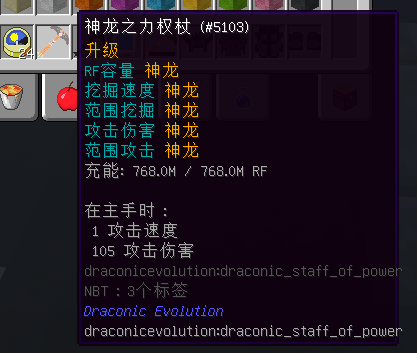 神龙之力权杖 (#5103)
升级
RF容量 神龙
挖掘速度 神龙
范围挖掘 神龙
攻击伤害 神龙
范围攻击 神龙
充能: 768.0M / 768.0M RF
在主手时：
1 攻击速度
105 攻击伤害
draconicevolution:draconic_staff_of_power
NBT：3个标签
Draconic Evolution
draconicevolution:draconic_staff_of_power
24